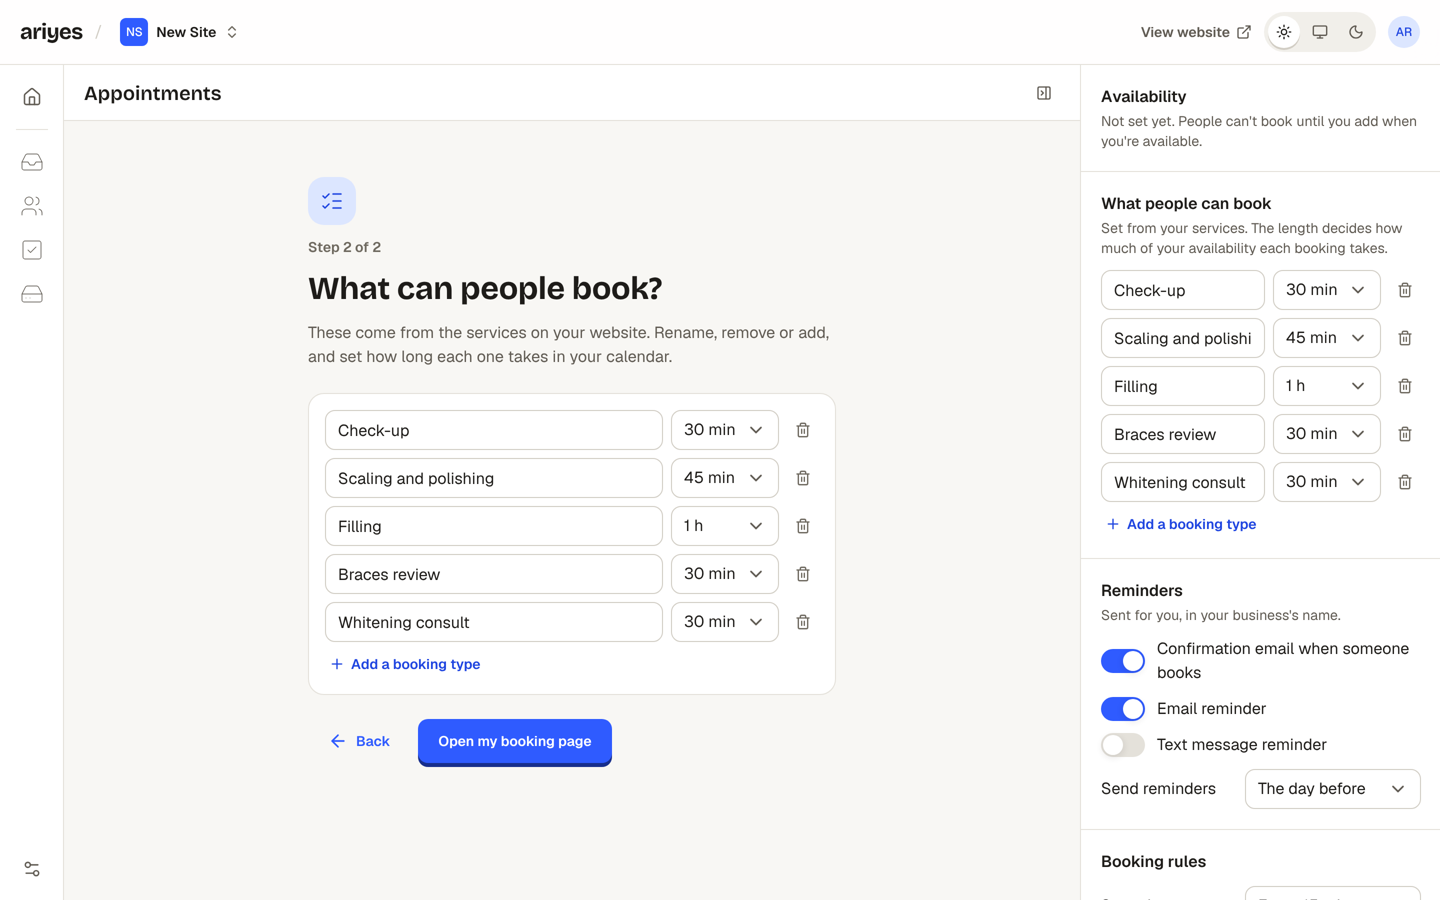 ariyes / NS New Site
View website
AR
Appointments
Step 2 of 2
What can people book?
These come from the services on your website. Rename, remove or add,
and set how long each one takes in your calendar.
Check-up 30 min
Scaling and polishing 45 min
Filling 1 h
Braces review 30 min
Whitening consult 30 min
Add a booking type
Back
Open my booking page
Availability
Not set yet. People can't book until you add when
you're available.
What people can book
Set from your services. The length decides how
much of your availability each booking takes.
Check-up 30 min
Scaling and polishi 45 min
Filling 1 h
Braces review 30 min
Whitening consult 30 min
Add a booking type
Reminders
Sent for you, in your business's name.
Confirmation email when someone
books
Email reminder
Text message reminder
Send reminders The day before
Booking rules